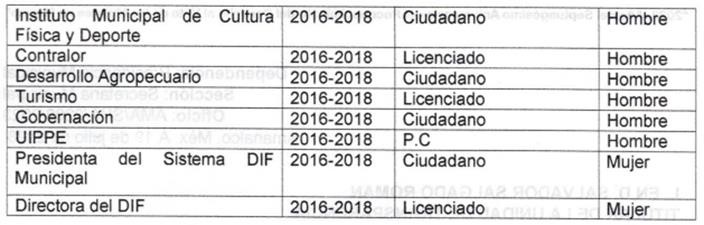 Instituto Municipal de Cultura Física y Deporte 2016-2018 Ciudadano Hombre
Contralor 2016-2018 Licenciado Hombre
Desarrollo Agropecuario 2016-2018 Ciudadano Hombre
Turismo 2016-2018 Licenciado Hombre
Gobernación 2016-2018 Ciudadano Hombre
UIPPE 2016-2018 P.C Hombre
Presidenta del Sistema DIF Municipal 2016-2018 Ciudadano Mujer
Directora del DIF 2016-2018 Licenciado Mujer